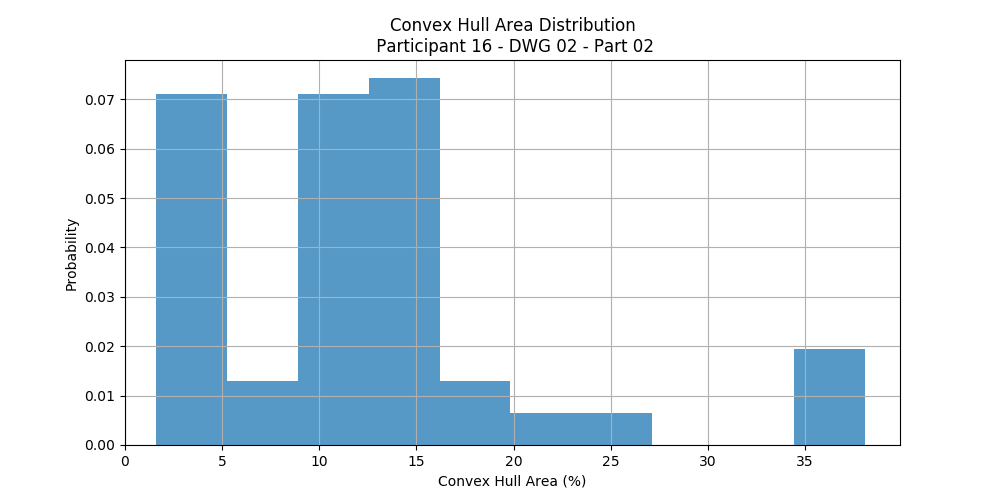 Convex Hull Area Distribution
Participant 16 - DWG 02 - Part 02
Probability
0.07
0.06
0.05
0.04
0.03
0.02
0.01
0.00
0 5 10 15 20 25 30 35
Convex Hull Area (%)